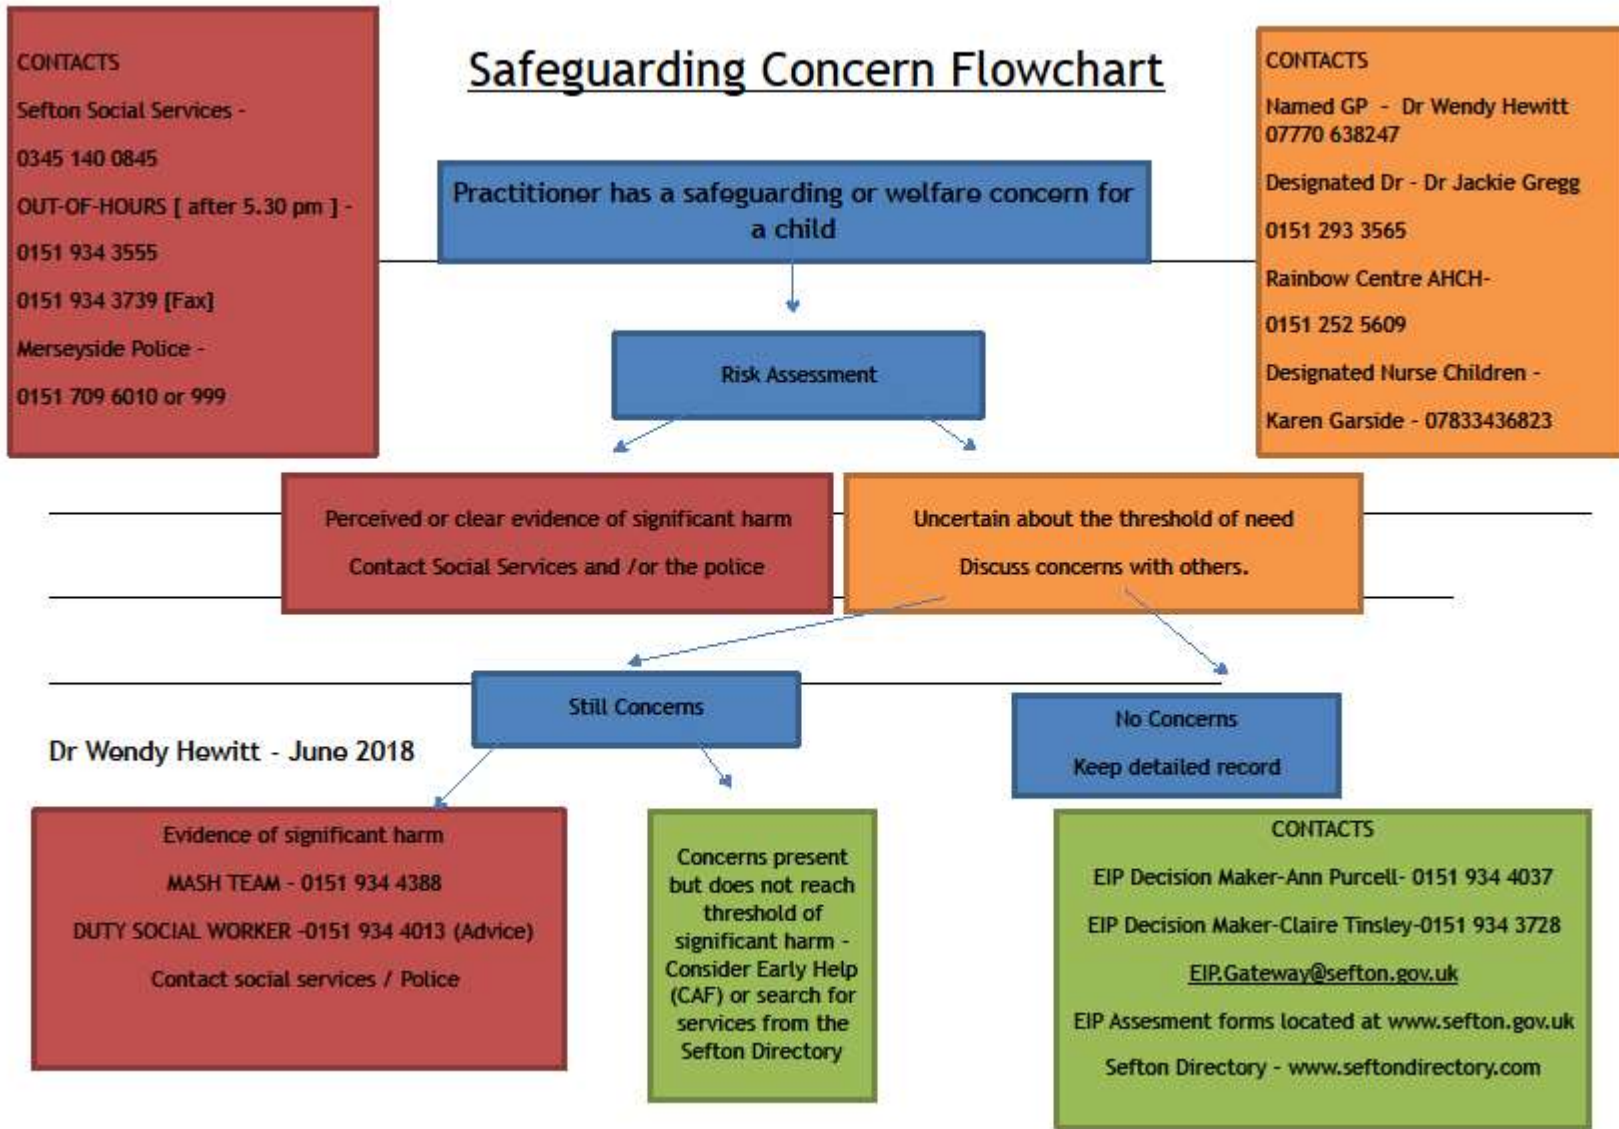 Safeguarding Concern Flowchart
CONTACTS
Sefton Social Services -
0345 140 0845
OUT-OF-HOURS [ after 5.30 pm ] -
0151 934 3555
0151 934 3739 [Fax]
Merseyside Police -
0151 709 6010 or 999
CONTACTS
Named GP - Dr Wendy Hewitt
07770 638247
Designated Dr - Dr Jackie Gregg
0151 293 3565
Rainbow Centre AHCH-
0151 252 5609
Designated Nurse Children -
Karen Garside - 07833436823
Practitioner has a safeguarding or welfare concern for
a child
Risk Assessment
Perceived or clear evidence of significant harm
Contact Social Services and /or the police
Uncertain about the threshold of need
Discuss concerns with others.
Still Concerns
No Concerns
Keep detailed record
Dr Wendy Hewitt - June 2018
Evidence of significant harm
MASH TEAM - 0151 934 4388
DUTY SOCIAL WORKER -0151 934 4013 (Advice)
Contact social services / Police
Concerns present
but does not reach
threshold of
significant harm -
Consider Early Help
(CAF) or search for
services from the
Sefton Directory
CONTACTS
EIP Decision Maker-Ann Purcell- 0151 934 4037
EIP Decision Maker-Claire Tinsley-0151 934 3728
EIP.Gateway@sefton.gov.uk
EIP Assesment forms located at www.sefton.gov.uk
Sefton Directory - www.seftondirectory.com